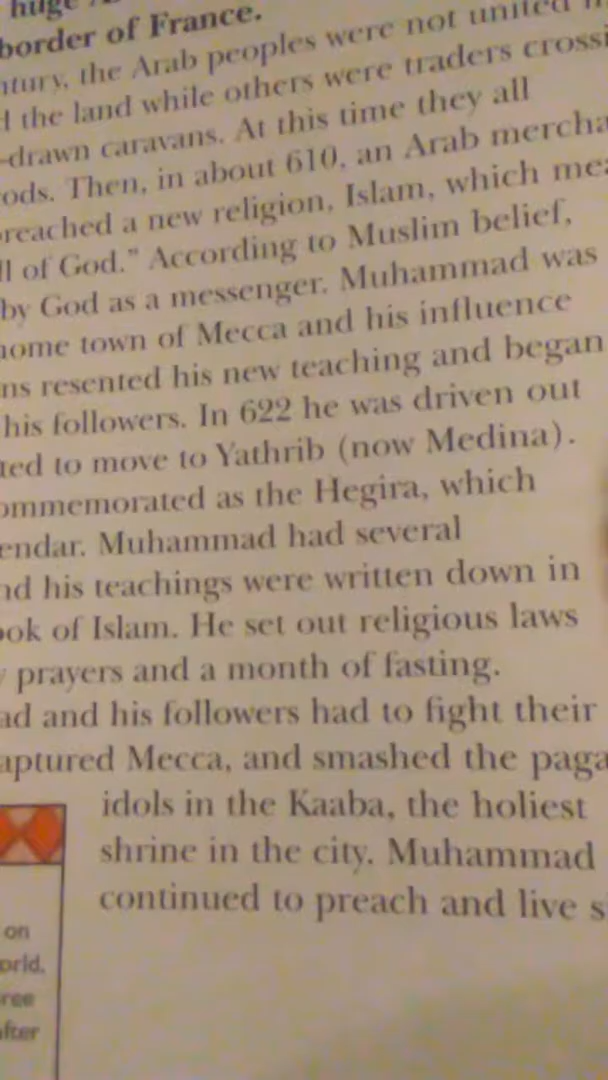 huge
border of France.
ntury, the Arab peoples were not united
d the land while others were traders crossi
-drawn caravans. At this time they all
ods. Then, in about 610, an Arab mercha
preached a new religion, Islam, which mea
ll of God." According to Muslim belief,
by God as a messenger. Muhammad was
home town of Mecca and his influence
ns resented his new teaching and began
his followers. In 622 he was driven out
ted to move to Yathrib (now Medina).
ommemorated as the Hegira, which
endar. Muhammad had several
nd his teachings were written down in
ook of Islam. He set out religious laws
y prayers and a month of fasting.
ad and his followers had to fight their
aptured Mecca, and smashed the paga
idols in the Kaaba, the holiest
shrine in the city. Muhammad
continued to preach and live s
on
orld.
ree
after